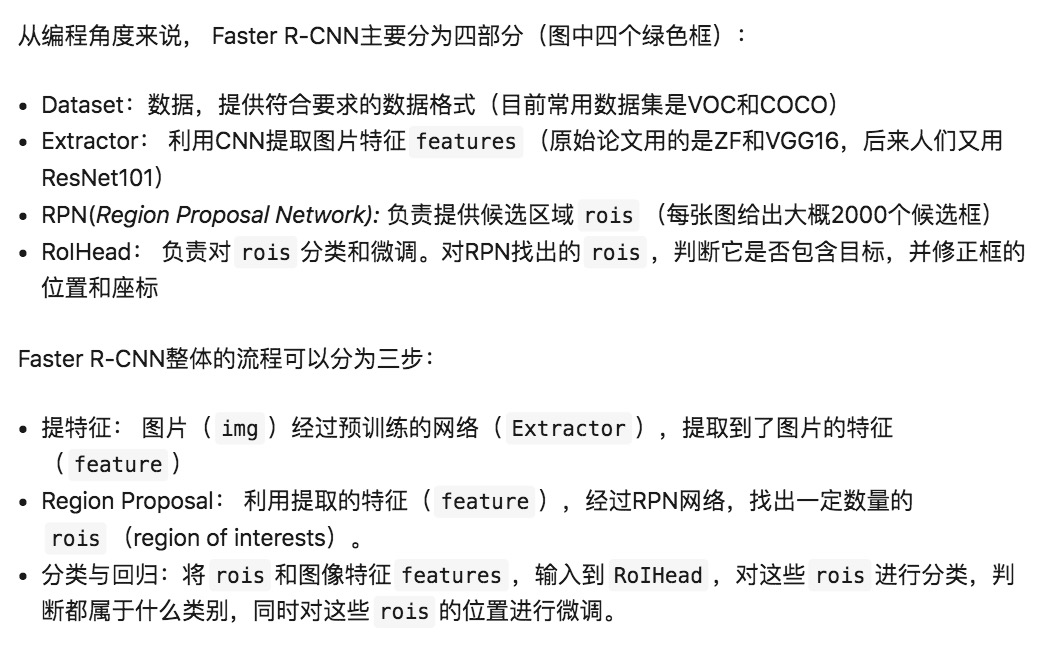 从编程角度来说， Faster R-CNN主要分为四部分（图中四个绿色框）：
• Dataset：数据，提供符合要求的数据格式（目前常用数据集是VOC和COCO）
• Extractor： 利用CNN提取图片特征 features （原始论文用的是ZF和VGG16，后来人们又用
ResNet101）
• RPN(Region Proposal Network): 负责提供候选区域 rois （每张图给出大概2000个候选框）
• RoIHead： 负责对 rois 分类和微调。对RPN找出的 rois ，判断它是否包含目标，并修正框的
位置和座标
Faster R-CNN整体的流程可以分为三步：
• 提特征： 图片（ img ）经过预训练的网络（ Extractor ），提取到了图片的特征
（ feature ）
• Region Proposal： 利用提取的特征（ feature ），经过RPN网络，找出一定数量的
rois （region of interests）。
• 分类与回归：将 rois 和图像特征 features ，输入到 RoIHead ，对这些 rois 进行分类，判
断都属于什么类别，同时对这些 rois 的位置进行微调。